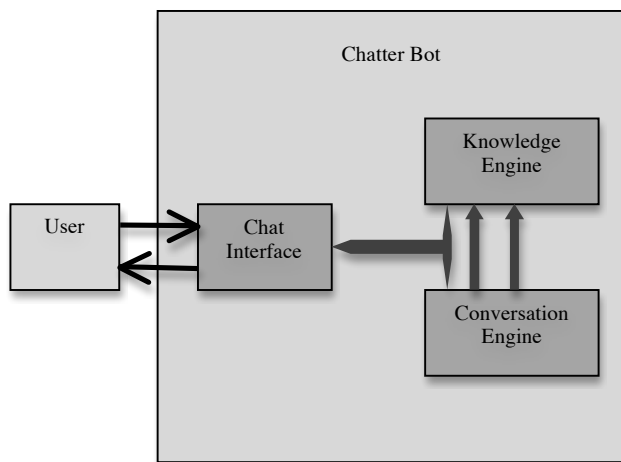 Chatter Bot
Knowledge
Engine
User
Chat
Interface
Conversation
Engine